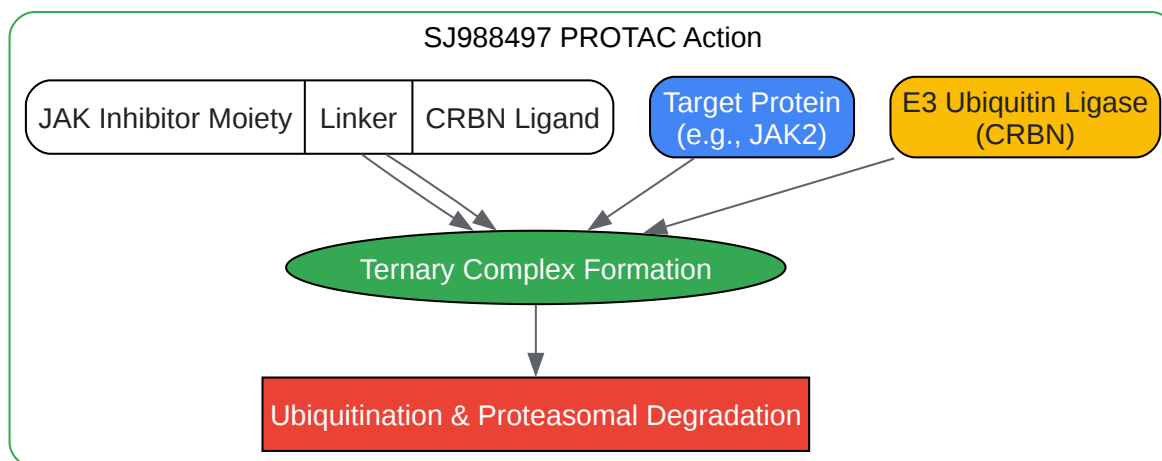 SJ988497 PROTAC Action
JAK Inhibitor Moiety
Linker
CRBN Ligand
Target Protein
(e.g., JAK2)
E3 Ubiquitin Ligase
(CRBN)
Ternary Complex Formation
Ubiquitination & Proteasomal Degradation